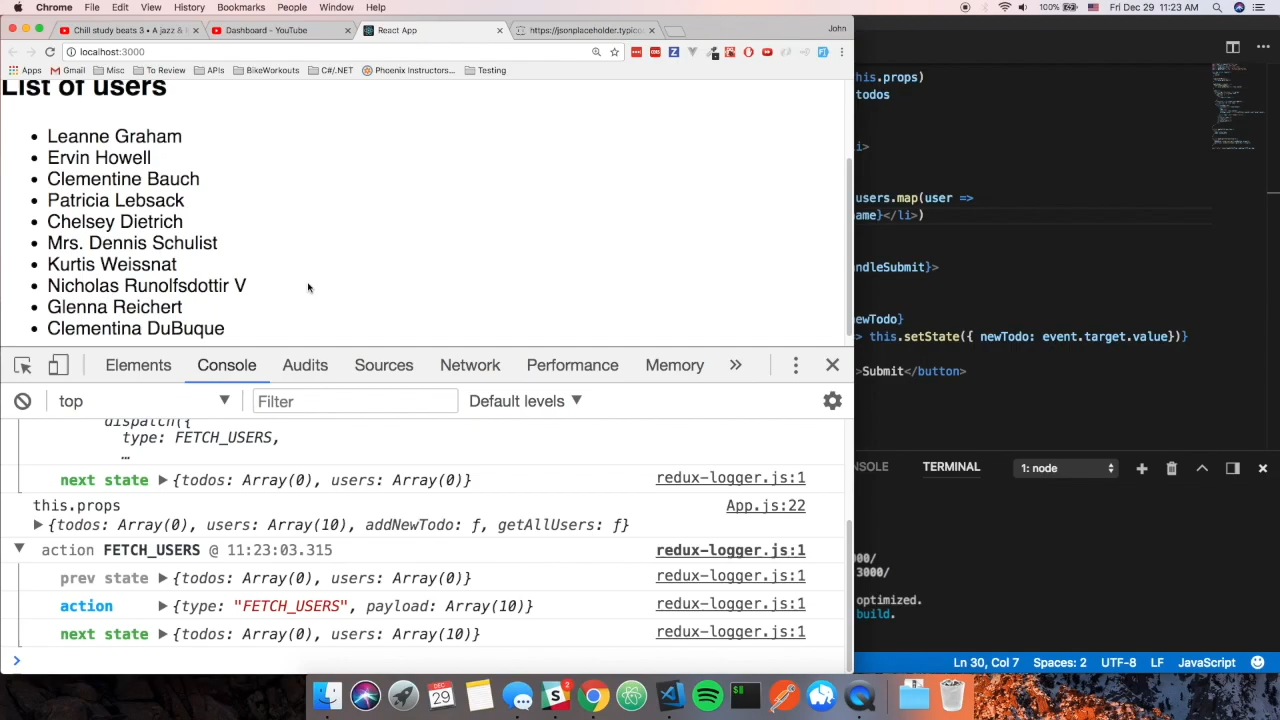 Chrome File Edit View History Bookmarks People Window Help 100% Fri Dec 29 11:23 AM
Chill study beats 3 • A jazz & Dashboard - YouTube React App https://jsonplaceholder.typico John
localhost:3000
Apps Gmail Misc To Review APIs BikeWorkouts C#/.NET Phoenix Instructors... Testing
List of users
Leanne Graham
Ervin Howell
Clementine Bauch
Patricia Lebsack
Chelsey Dietrich
Mrs. Dennis Schulist
Kurtis Weissnat
Nicholas Runolfsdottir V
Glenna Reichert
Clementina DuBuque
Elements Console Audits Sources Network Performance Memory »
top Filter Default levels
dispatch({
type: FETCH_USERS,
…
next state {todos: Array(0), users: Array(0)} redux-logger.js:1
this.props App.js:22
{todos: Array(0), users: Array(10), addNewTodo: f, getAllUsers: f}
action FETCH_USERS @ 11:23:03.315 redux-logger.js:1
prev state {todos: Array(0), users: Array(0)} redux-logger.js:1
action {type: "FETCH_USERS", payload: Array(10)} redux-logger.js:1
next state {todos: Array(0), users: Array(10)} redux-logger.js:1
>
his.props)
todos
i>
users.map(user =>
ame}</li>)
ndleSubmit}>
ewTodo}
> this.setState({ newTodo: event.target.value})}
>Submit</button>
NSOLE TERMINAL 1: node
00/
3000/
optimized.
build.
Ln 30, Col 7 Spaces: 2 UTF-8 LF JavaScript
DEC 29 2